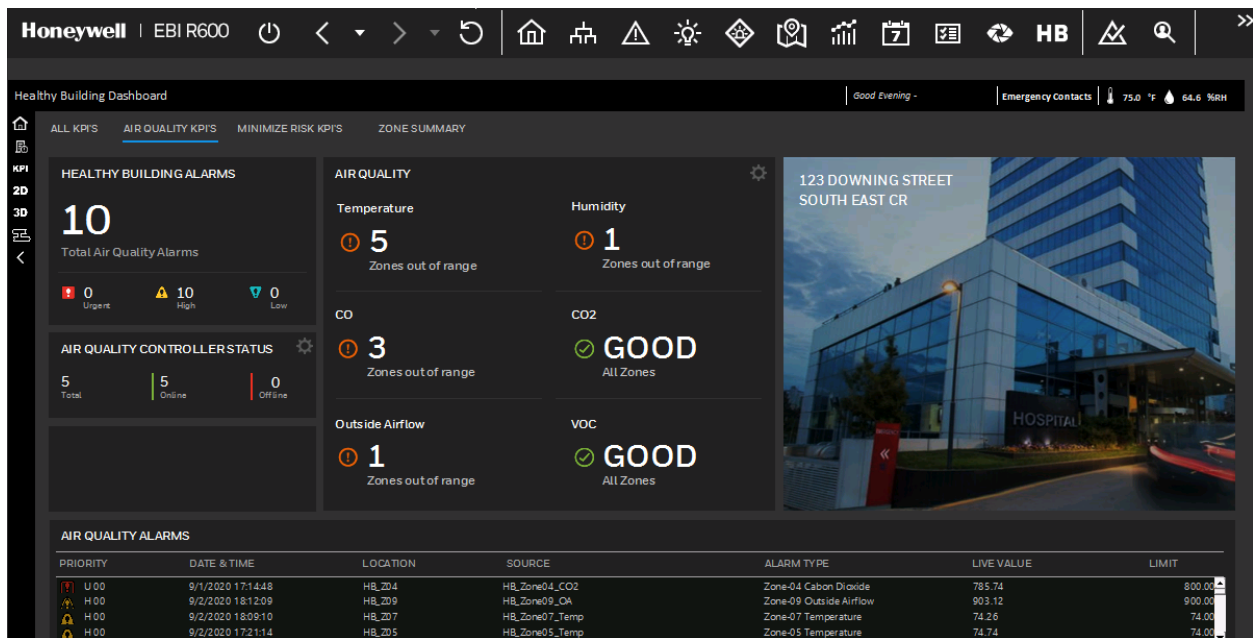 Honeywell | EBI R600
7
HB
Healthy Building Dashboard
Good Evening -
Emergency Contacts
75.0 °F
64.6 %RH
ALL KPI'S
AIR QUALITY KPI'S
MINIMIZE RISK KPI'S
ZONE SUMMARY
KPI
2D
3D
HEALTHY BUILDING ALARMS
10
Total Air Quality Alarms
0 10 0
Urgent High Low
AIR QUALITY CONTROLLER STATUS
5 5 0
Total Online Offline
AIR QUALITY
Temperature
5
Zones out of range
Humidity
1
Zones out of range
CO
3
Zones out of range
CO2
GOOD
All Zones
Outside Airflow
1
Zones out of range
VOC
GOOD
All Zones
123 DOWNING STREET
SOUTH EAST CR
HOSPITAL
AIR QUALITY ALARMS
PRIORITY DATE & TIME LOCATION SOURCE ALARM TYPE LIVE VALUE LIMIT
U 00 9/1/2020 17:14:48 HB_Z04 HB_Zone04_CO2 Zone-04 Cabon Dioxide 785.74 800.00
H 00 9/2/2020 18:12:09 HB_Z09 HB_Zone09_OA Zone-09 Outside Airflow 903.12 900.00
H 00 9/2/2020 18:09:10 HB_Z07 HB_Zone07_Temp Zone-07 Temperature 74.26 74.00
H 00 9/2/2020 17:21:14 HB_Z05 HB_Zone05_Temp Zone-05 Temperature 74.74 74.00